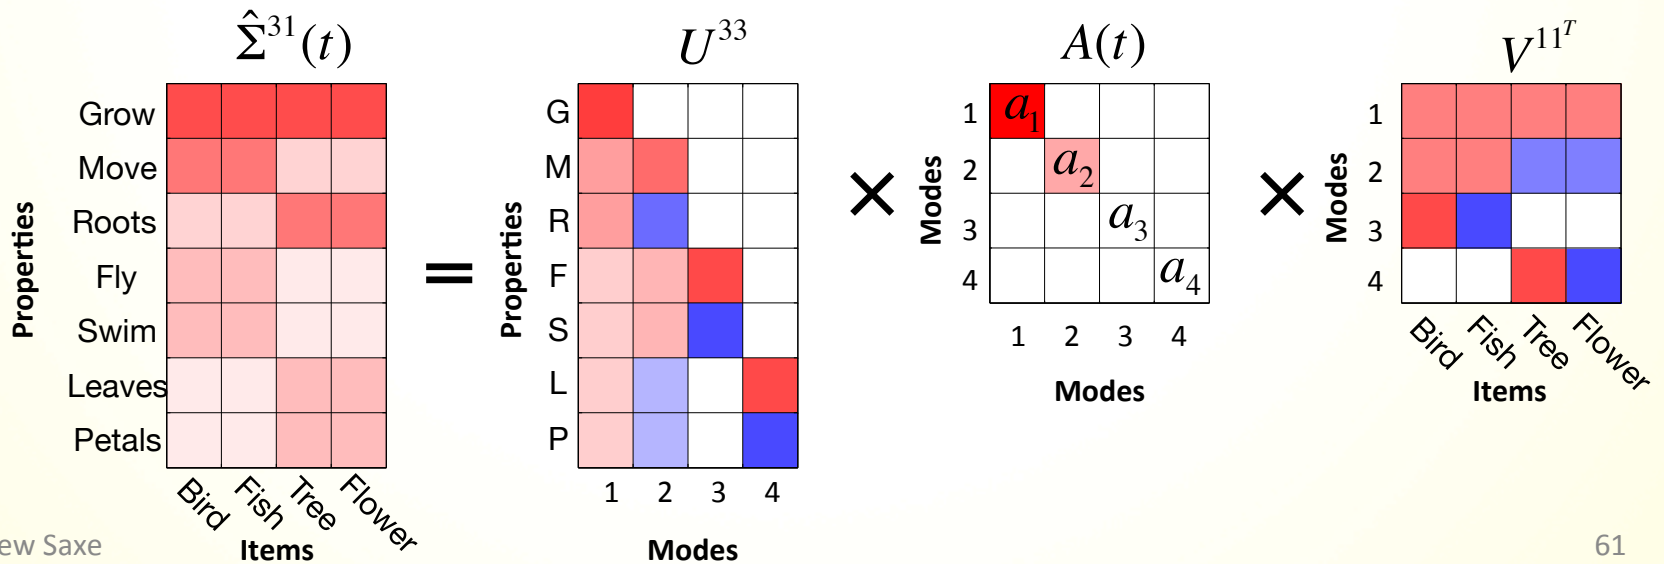 Σ̂³¹(t)
U³³
A(t)
V¹¹ᵀ
Properties
Grow
Move
Roots
Fly
Swim
Leaves
Petals
Bird
Fish
Tree
Flower
Items
=
Properties
G
M
R
F
S
L
P
1 2 3 4
Modes
×
Modes
1
2
3
4
a₁
a₂
a₃
a₄
1 2 3 4
Modes
×
Modes
1
2
3
4
Bird
Fish
Tree
Flower
Items
ew Saxe
61